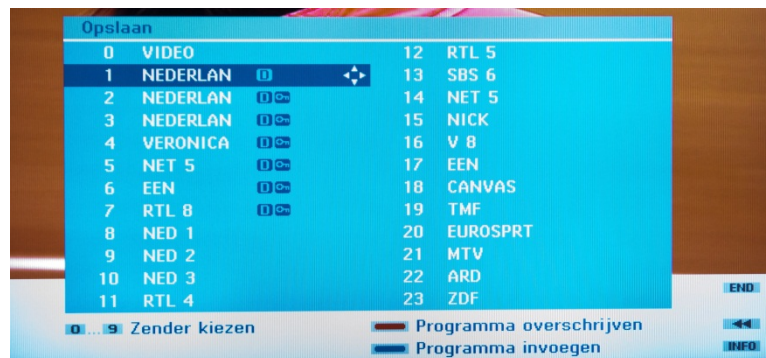 Opslaan
0 VIDEO
1 NEDERLAN D
2 NEDERLAN D
3 NEDERLAN D
4 VERONICA D
5 NET 5 D
6 EEN D
7 RTL 8 D
8 NED 1
9 NED 2
10 NED 3
11 RTL 4
12 RTL 5
13 SBS 6
14 NET 5
15 NICK
16 V 8
17 EEN
18 CANVAS
19 TMF
20 EUROSPRT
21 MTV
22 ARD
23 ZDF
0...9 Zender kiezen
Programma overschrijven
Programma invoegen
END
INFO